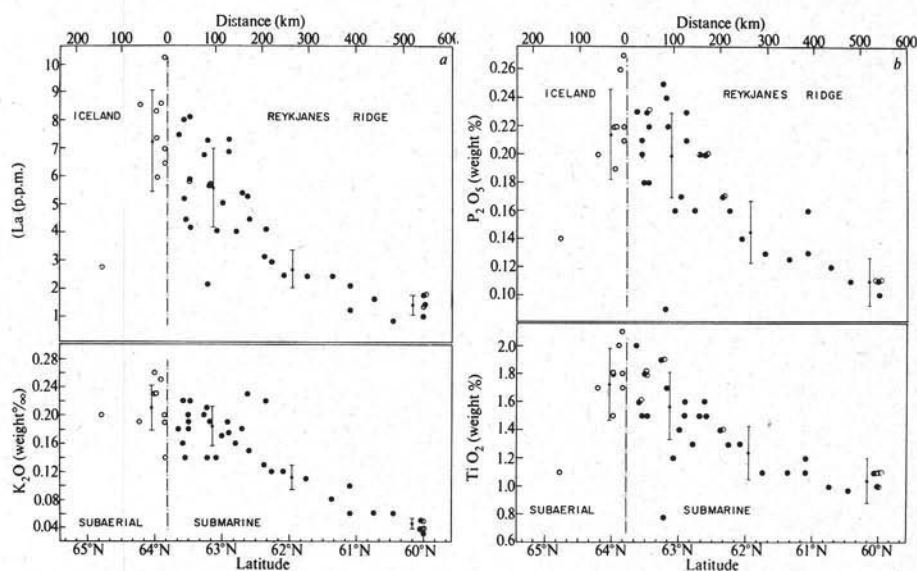 Distance (km)
200 100 0 100 200 300 400 500 600
a
ICELAND REYKJANES RIDGE
(La (p.p.m.)
10
9
8
7
6
5
4
3
2
1
K₂O (weight‰)
0.28
0.24
0.20
0.16
0.12
0.08
0.04
SUBAERIAL SUBMARINE
65°N 64°N 63°N 62°N 61°N 60°N
Latitude
Distance (km)
200 100 0 100 200 300 400 500 600
b
ICELAND REYKJANES RIDGE
P₂O₅ (weight %)
0.26
0.24
0.22
0.20
0.18
0.16
0.14
0.12
0.10
Ti O₂ (weight %)
2.0
1.8
1.6
1.4
1.2
1.0
0.8
0.6
SUBAERIAL SUBMARINE
65°N 64°N 63°N 62°N 61°N 60°N
Latitude